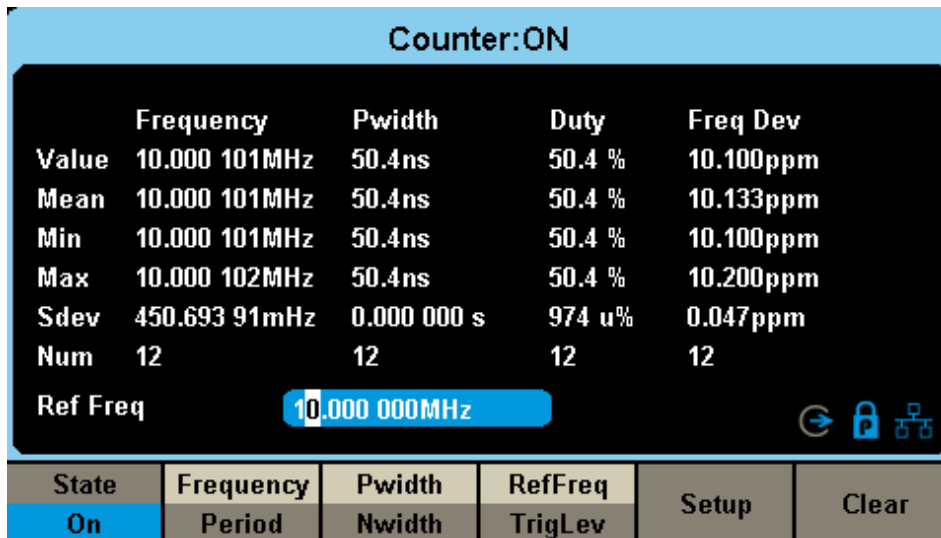 Counter:ON
Frequency Pwidth Duty Freq Dev
Value 10.000 101MHz 50.4ns 50.4 % 10.100ppm
Mean 10.000 101MHz 50.4ns 50.4 % 10.133ppm
Min 10.000 101MHz 50.4ns 50.4 % 10.100ppm
Max 10.000 102MHz 50.4ns 50.4 % 10.200ppm
Sdev 450.693 91mHz 0.000 000 s 974 u% 0.047ppm
Num 12 12 12 12
Ref Freq 10.000 000MHz
P
State Frequency Pwidth RefFreq Setup Clear
On Period Nwidth TrigLev